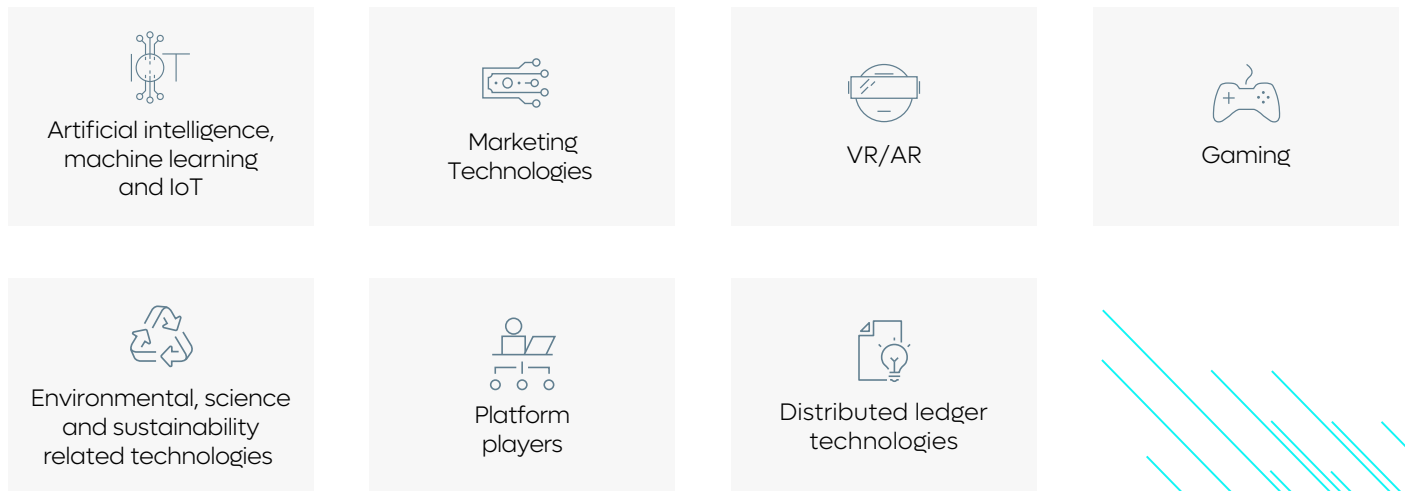 IOT
Artificial intelligence,
machine learning
and IoT
Marketing
Technologies
VR/AR
Gaming
Environmental, science
and sustainability
related technologies
Platform
players
Distributed ledger
technologies